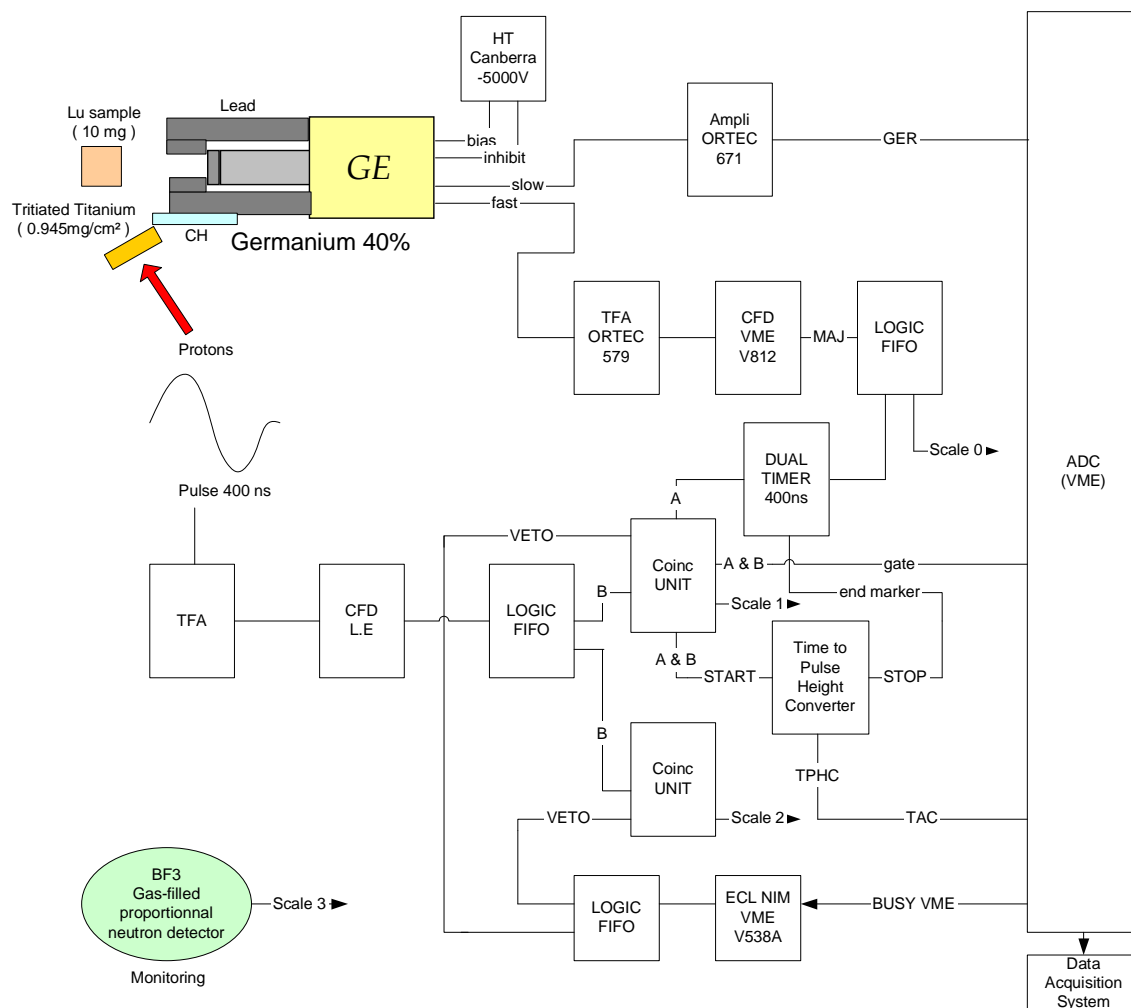 HT
Canberra
-5000V
Lu sample
( 10 mg )
Lead
Ampli
ORTEC
671
GER
bias
inhibit
GE
slow
fast
Tritiated Titanium
( 0.945mg/cm² )
CH
Germanium 40%
Protons
TFA
ORTEC
579
CFD
VME
V812
MAJ
LOGIC
FIFO
Scale 0
ADC
(VME)
DUAL
TIMER
400ns
Pulse 400 ns
A
VETO
Coinc
UNIT
A & B
gate
end marker
TFA
CFD
L.E
LOGIC
FIFO
B
Scale 1
A & B
START
Time to
Pulse
Height
Converter
STOP
B
Coinc
UNIT
TPHC
VETO
Scale 2
TAC
BF3
Gas-filled
proportionnal
neutron detector
Scale 3
LOGIC
FIFO
ECL NIM
VME
V538A
BUSY VME
Monitoring
Data
Acquisition
System